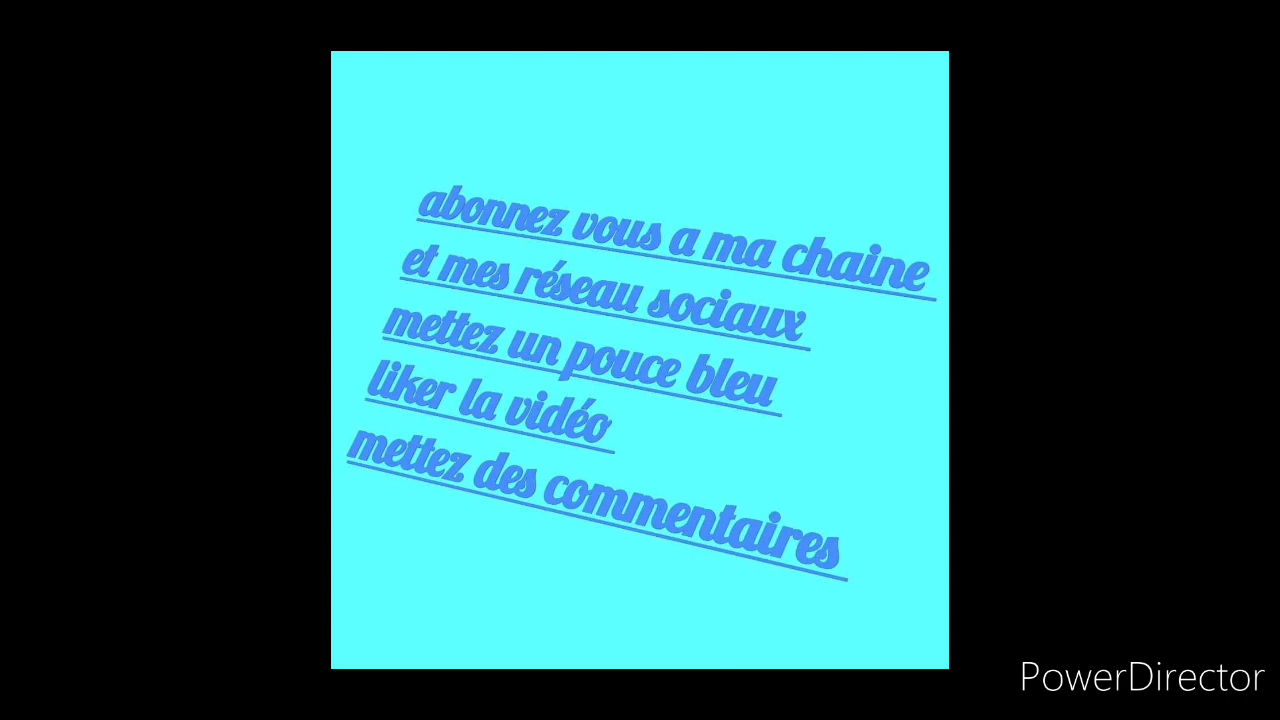 abonnez vous a ma chaine
et mes réseau sociaux
mettez un pouce bleu
liker la vidéo
mettez des commentaires
PowerDirector